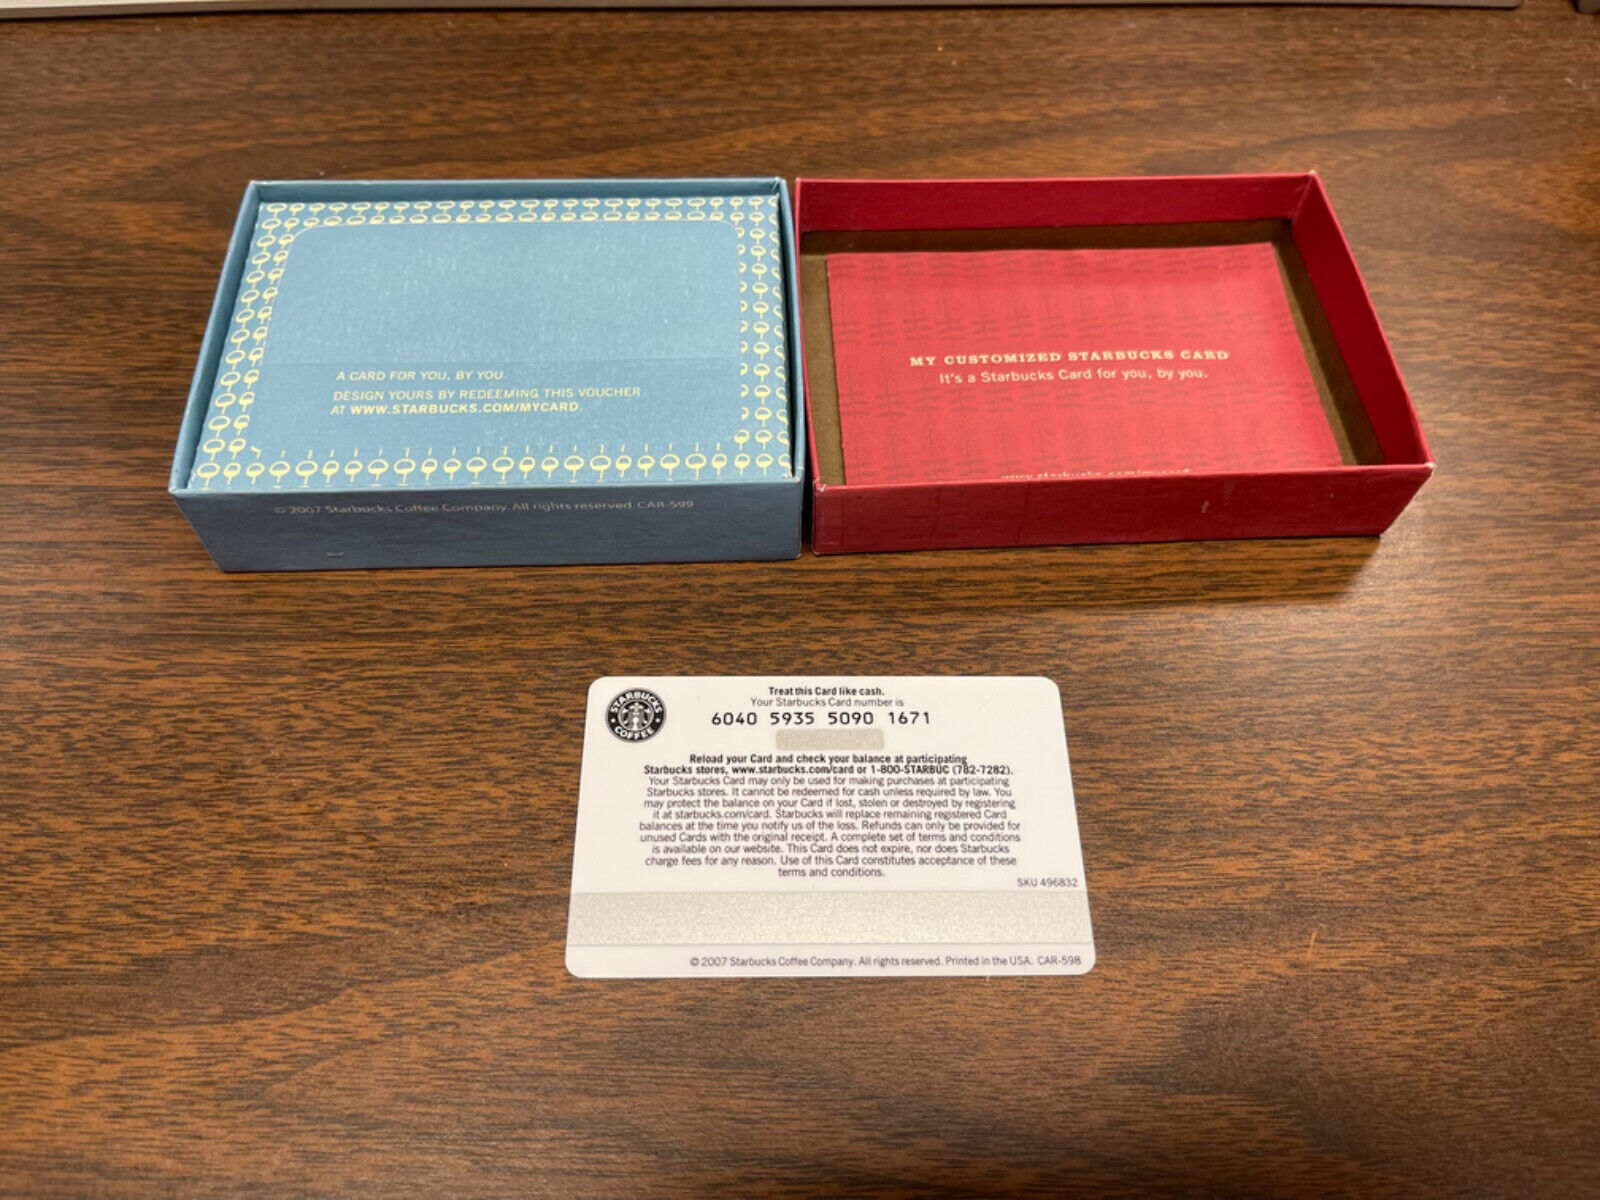 A CARD FOR YOU, BY YOU.
DESIGN YOURS BY REDEEMING THIS VOUCHER
AT WWW.STARBUCKS.COM/MYCARD.
© 2007 Starbucks Coffee Company. All rights reserved. CAR-599
MY CUSTOMIZED STARBUCKS CARD
It's a Starbucks Card for you, by you.
www.starbucks.com/mycard
STARBUCKS
COFFEE
Treat this Card like cash.
Your Starbucks Card number is
6040 5935 5090 1671
Reload your Card and check your balance at participating
Starbucks stores, www.starbucks.com/card or 1-800-STARBUC (782-7282).
Your Starbucks Card may only be used for making purchases at participating
Starbucks stores. It cannot be redeemed for cash unless required by law. You
may protect the balance on your Card if lost, stolen or destroyed by registering
it at starbucks.com/card. Starbucks will replace remaining registered Card
balances at the time you notify us of the loss. Refunds can only be provided for
unused Cards with the original receipt. A complete set of terms and conditions
is available on our website. This Card does not expire, nor does Starbucks
charge fees for any reason. Use of this Card constitutes acceptance of these
terms and conditions.
SKU 496832
© 2007 Starbucks Coffee Company. All rights reserved. Printed in the USA. CAR-598